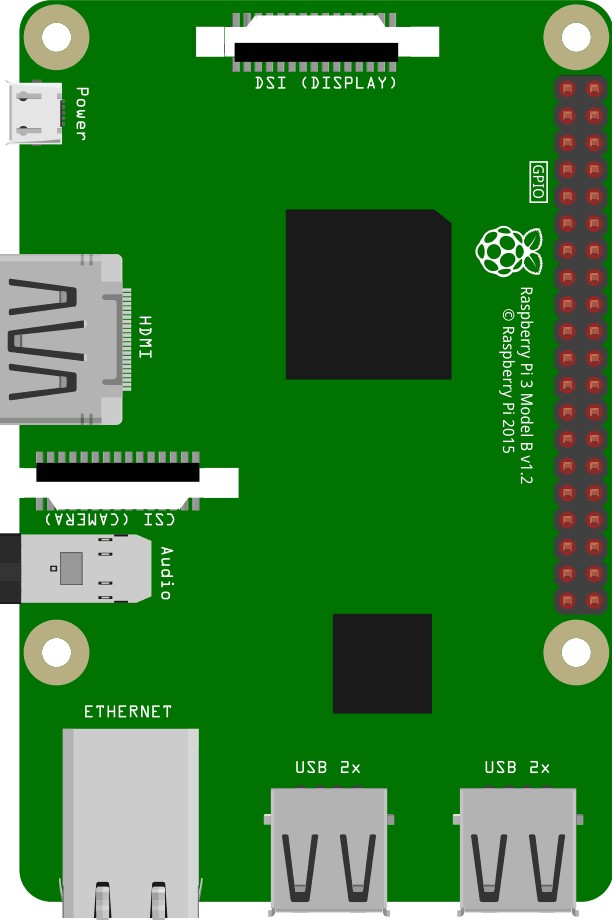 DSI (DISPLAY)
Power
GPIO
Raspberry Pi 3 Model B v1.2
© Raspberry Pi 2015
HDMI
CSI (CAMERA)
Audio
ETHERNET
USB 2x
USB 2x